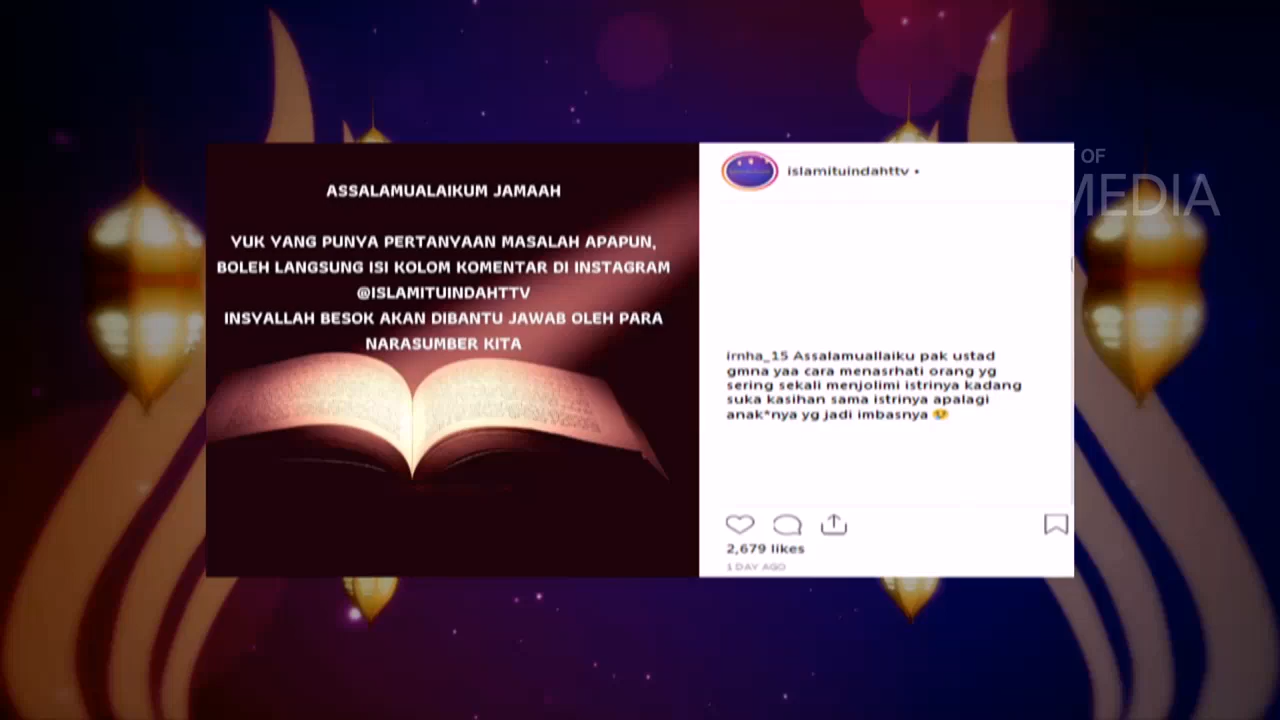 ASSALAMUALAIKUM JAMAAH
YUK YANG PUNYA PERTANYAAN MASALAH APAPUN,
BOLEH LANGSUNG ISI KOLOM KOMENTAR DI INSTAGRAM
@ISLAMITUINDAHTTV
INSYALLAH BESOK AKAN DIBANTU JAWAB OLEH PARA
NARASUMBER KITA
islamituindahttv •
irnha_15 Assalamuallaiku pak ustad
gmna yaa cara menasrhati orang yg
sering sekali menjolimi istrinya kadang
suka kasihan sama istrinya apalagi
anak*nya yg jadi imbasnya 🤣
2,679 likes
1 DAY AGO
OF
MEDIA